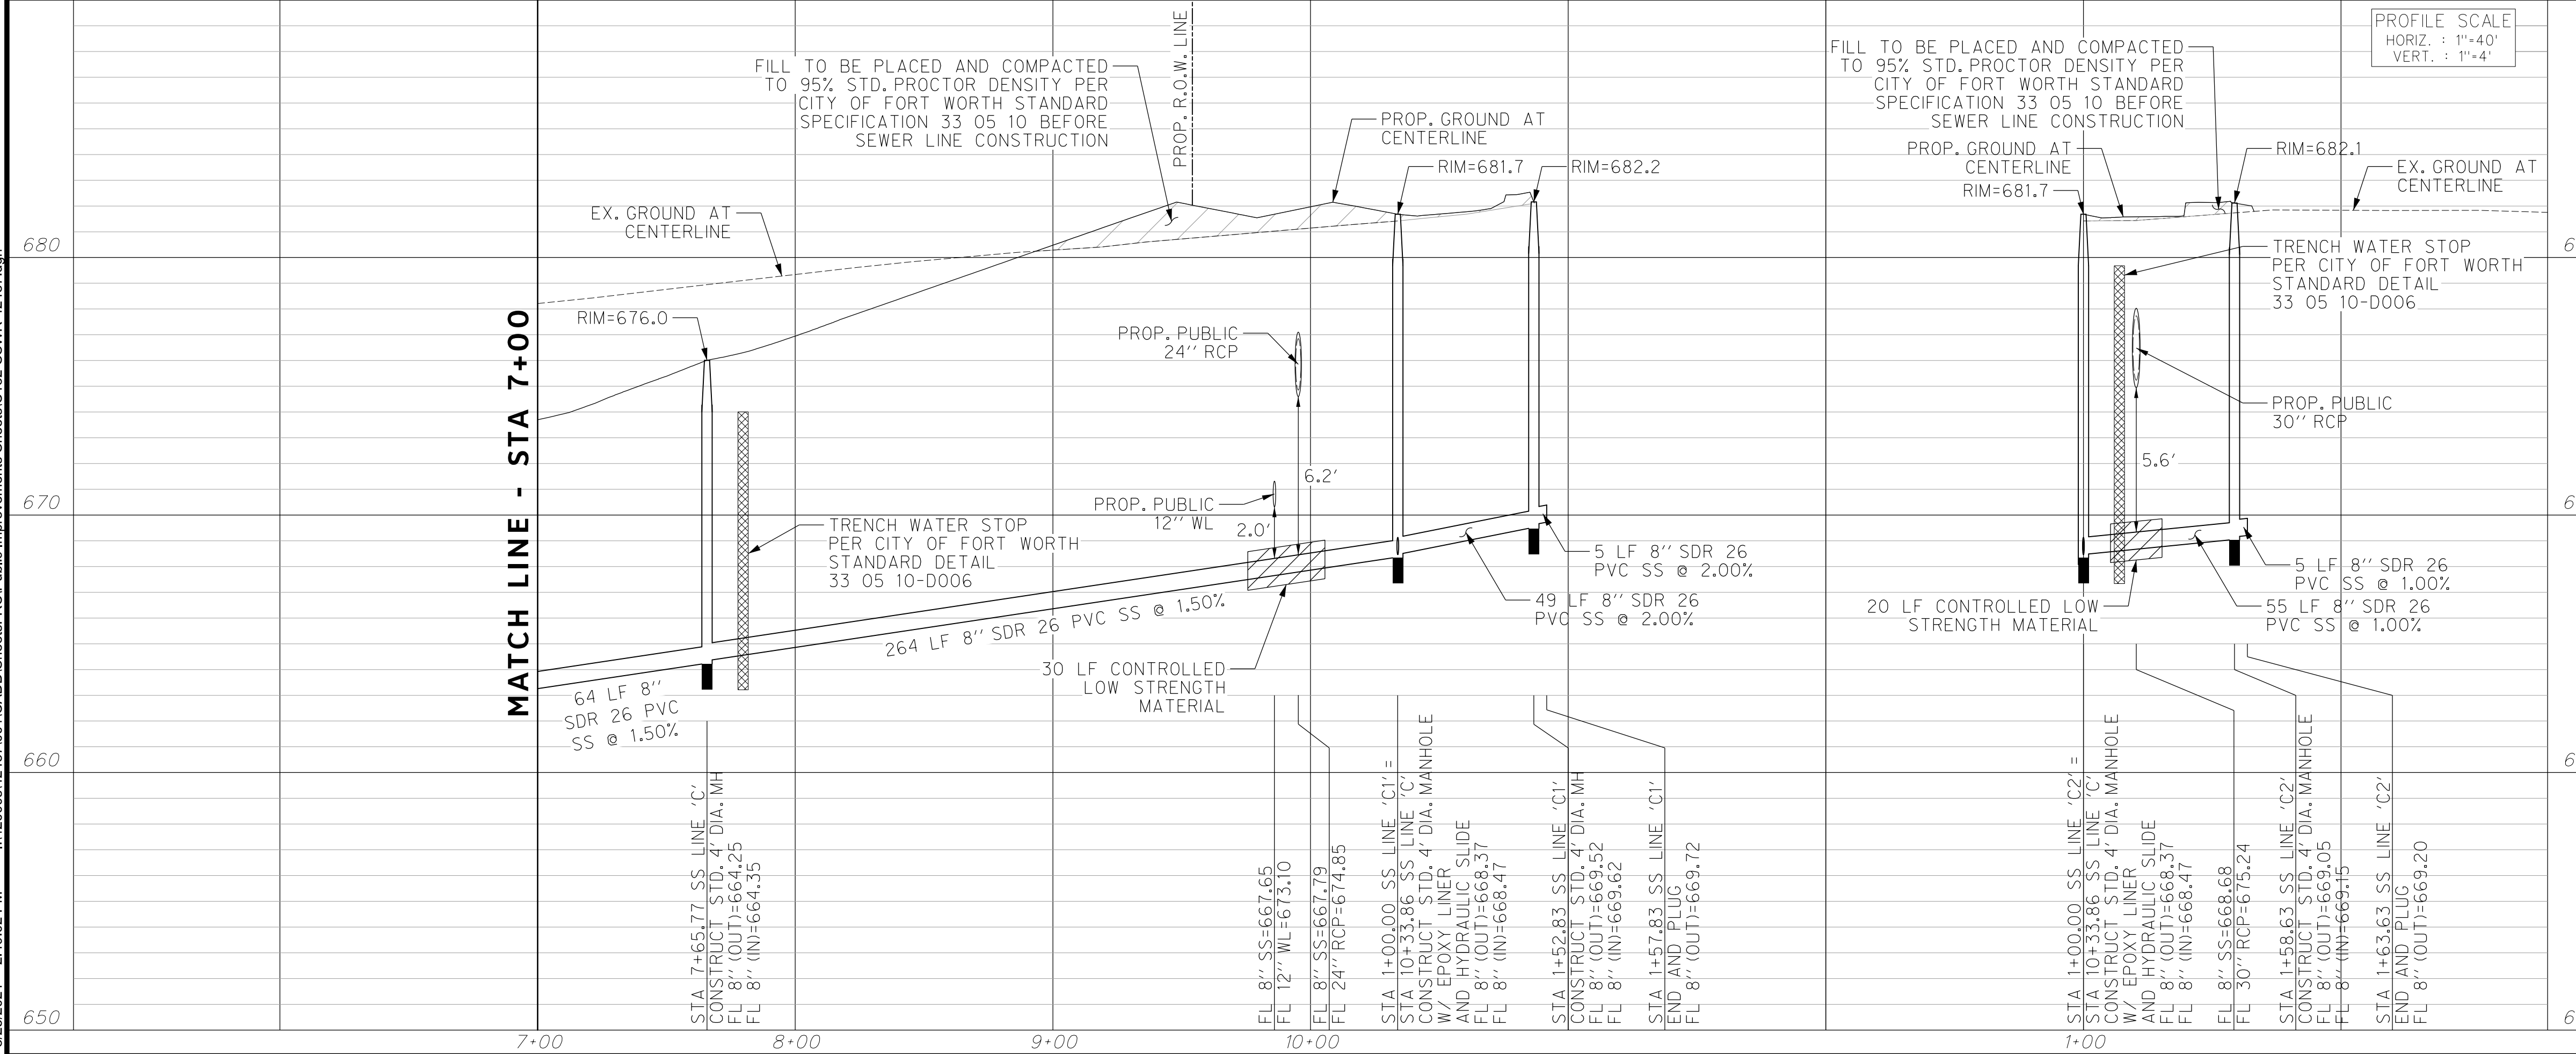 PROFILE SCALE
HORIZ. : 1"=40'
VERT. : 1"=4'
PROP. R.O.W. LINE
FILL TO BE PLACED AND COMPACTED
TO 95% STD. PROCTOR DENSITY PER
CITY OF FORT WORTH STANDARD
SPECIFICATION 33 05 10 BEFORE
SEWER LINE CONSTRUCTION
PROP. GROUND AT
CENTERLINE
RIM=681.7
RIM=682.2
EX. GROUND AT
CENTERLINE
RIM=676.0
MATCH LINE - STA 7+00
PROP. PUBLIC
24'' RCP
6.2'
PROP. PUBLIC
12'' WL
2.0'
TRENCH WATER STOP
PER CITY OF FORT WORTH
STANDARD DETAIL
33 05 10-D006
5 LF 8'' SDR 26
PVC SS @ 2.00%
49 LF 8'' SDR 26
PVC SS @ 2.00%
264 LF 8'' SDR 26 PVC SS @ 1.50%
30 LF CONTROLLED
LOW STRENGTH
MATERIAL
64 LF 8''
SDR 26 PVC
SS @ 1.50%
FILL TO BE PLACED AND COMPACTED
TO 95% STD. PROCTOR DENSITY PER
CITY OF FORT WORTH STANDARD
SPECIFICATION 33 05 10 BEFORE
SEWER LINE CONSTRUCTION
PROP. GROUND AT
CENTERLINE
RIM=681.7
RIM=682.1
EX. GROUND AT
CENTERLINE
TRENCH WATER STOP
PER CITY OF FORT WORTH
STANDARD DETAIL
33 05 10-D006
PROP. PUBLIC
30'' RCP
5.6'
5 LF 8'' SDR 26
PVC SS @ 1.00%
55 LF 8'' SDR 26
PVC SS @ 1.00%
20 LF CONTROLLED LOW
STRENGTH MATERIAL
STA 7+65.77 SS LINE 'C'
CONSTRUCT STD. 4' DIA. MH
FL 8'' (OUT)=664.25
FL 8'' (IN)=664.35
FL 8'' SS=667.65
FL 12'' WL=673.10
FL 8'' SS=667.79
FL 24'' RCP=674.85
STA 1+00.00 SS LINE 'C1' =
STA 10+33.86 SS LINE 'C'
CONSTRUCT STD. 4' DIA. MANHOLE
W/ EPOXY LINER
AND HYDRAULIC SLIDE
FL 8'' (OUT)=668.37
FL 8'' (IN)=668.47
STA 1+52.83 SS LINE 'C1'
CONSTRUCT STD. 4' DIA. MH
FL 8'' (OUT)=669.52
FL 8'' (IN)=669.62
STA 1+57.83 SS LINE 'C1'
END AND PLUG
FL 8'' (OUT)=669.72
STA 1+00.00 SS LINE 'C2' =
STA 10+33.86 SS LINE 'C'
CONSTRUCT STD. 4' DIA. MANHOLE
W/ EPOXY LINER
AND HYDRAULIC SLIDE
FL 8'' (OUT)=668.37
FL 8'' (IN)=668.47
FL 8'' SS=668.68
FL 30'' RCP=675.24
STA 1+58.63 SS LINE 'C2'
CONSTRUCT STD. 4' DIA. MANHOLE
FL 8'' (OUT)=669.05
FL 8'' (IN)=669.15
STA 1+63.63 SS LINE 'C2'
END AND PLUG
FL 8'' (OUT)=669.20
680
670
660
650
6
6
6
6
7+00
8+00
9+00
10+00
1+00